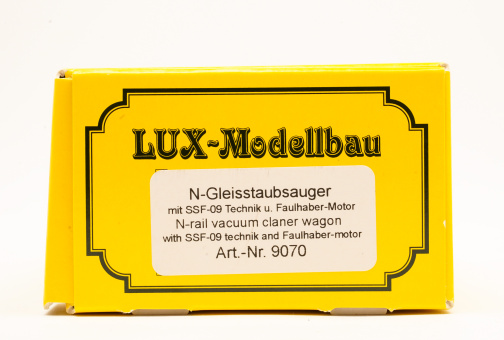 LUX-Modellbau
N-Gleisstaubsauger
mit SSF-09 Technik u. Faulhaber-Motor
N-rail vacuum claner wagon
with SSF-09 technik and Faulhaber-motor
Art.-Nr. 9070